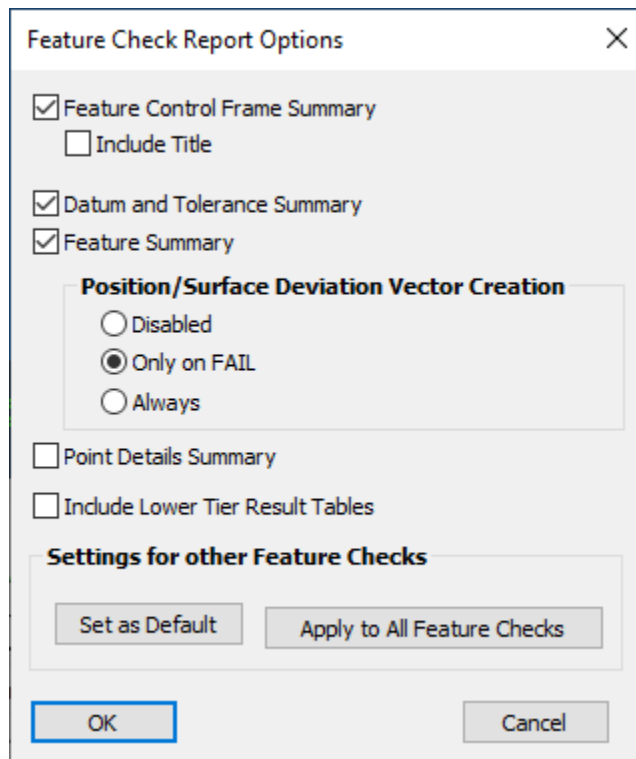 Feature Check Report Options
Feature Control Frame Summary
Include Title
Datum and Tolerance Summary
Feature Summary
Position/Surface Deviation Vector Creation
Disabled
Only on FAIL
Always
Point Details Summary
Include Lower Tier Result Tables
Settings for other Feature Checks
Set as Default
Apply to All Feature Checks
OK
Cancel